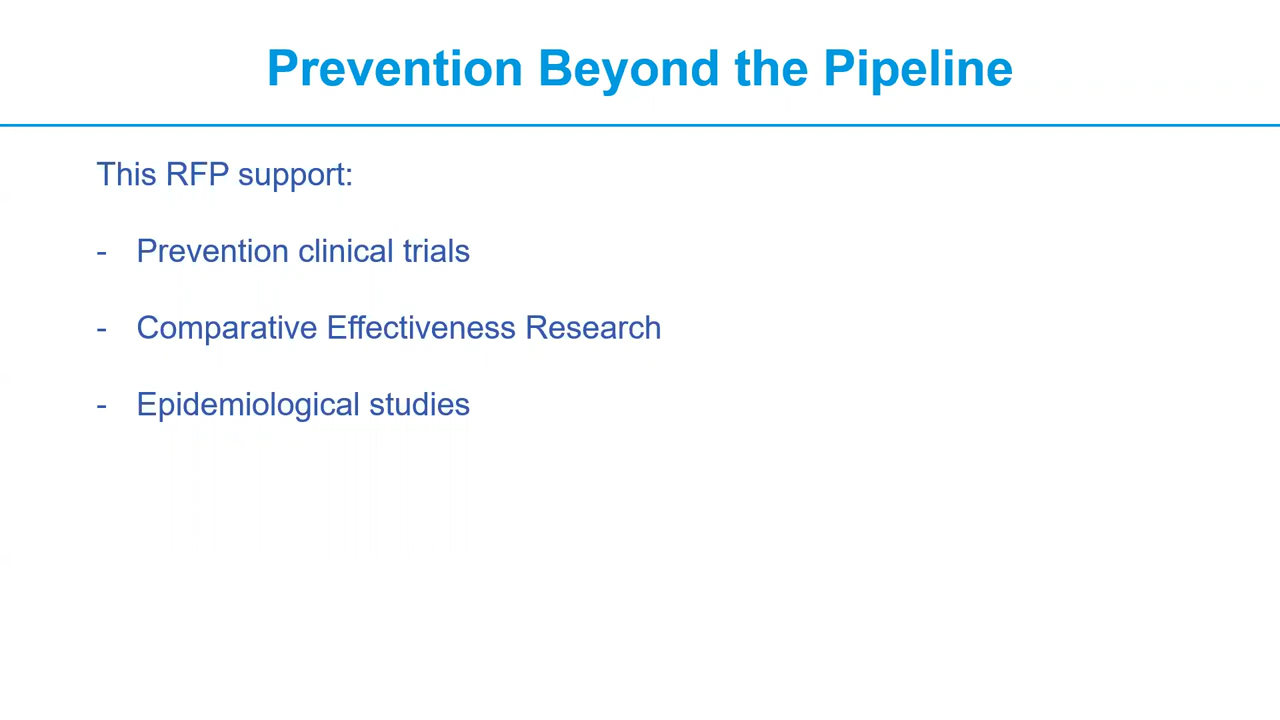 Prevention Beyond the Pipeline
This RFP support:
- Prevention clinical trials
- Comparative Effectiveness Research
- Epidemiological studies